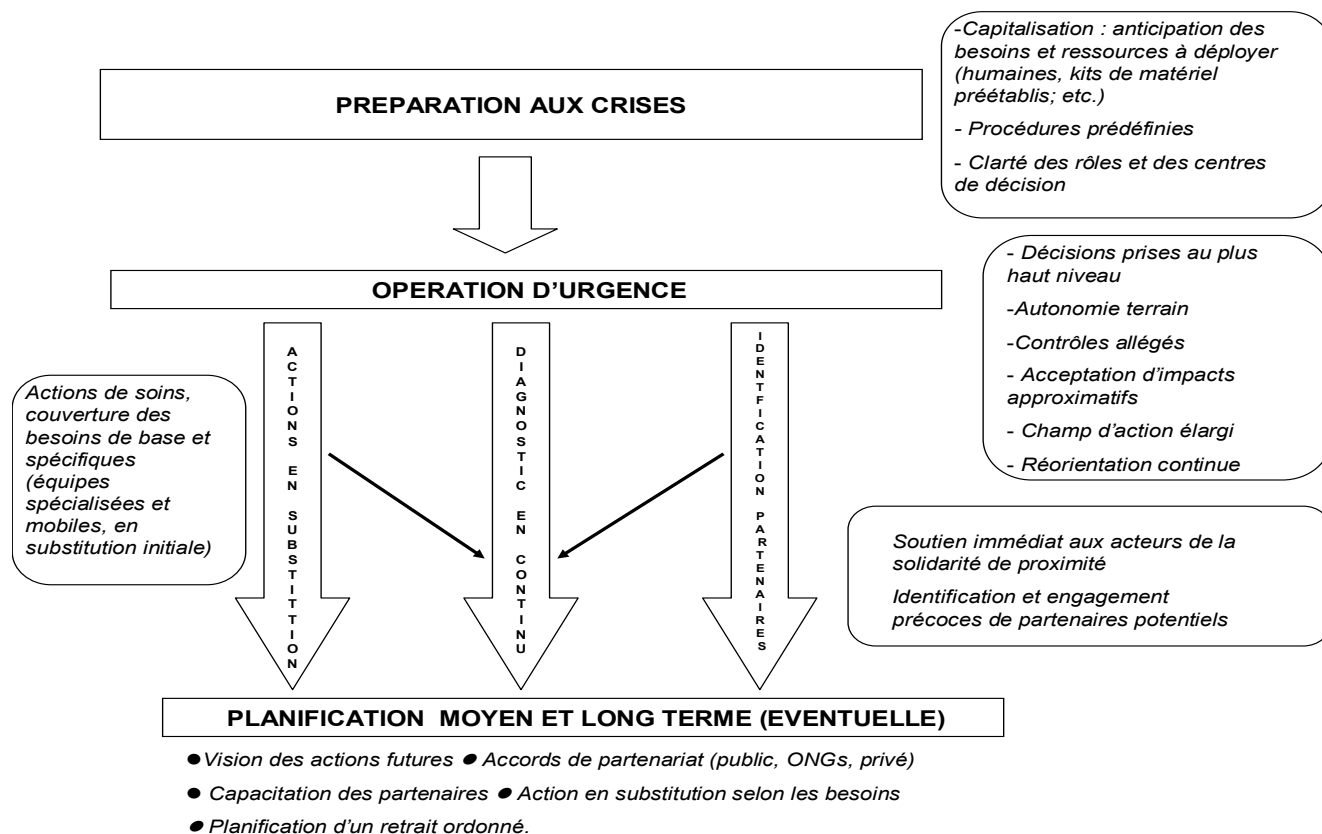 -Capitalisation : anticipation des
besoins et ressources à déployer
(humaines, kits de matériel
préétablis; etc.)
- Procédures prédéfinies
- Clarté des rôles et des centres
de décision
PREPARATION AUX CRISES
OPERATION D’URGENCE
- Décisions prises au plus
haut niveau
-Autonomie terrain
-Contrôles allégés
- Acceptation d’impacts
approximatifs
- Champ d’action élargi
- Réorientation continue
Actions de soins,
couverture des
besoins de base et
spécifiques
(équipes
spécialisées et
mobiles, en
substitution initiale)
ACTIONS EN SUBSTITTION
DIAGNOSTIC EN CONTINU
IDENTFICATION PARTENAIRES
Soutien immédiat aux acteurs de la
solidarité de proximité
Identification et engagement
précoces de partenaires potentiels
PLANIFICATION MOYEN ET LONG TERME (EVENTUELLE)
●Vision des actions futures ● Accords de partenariat (public, ONGs, privé)
● Capacitation des partenaires ● Action en substitution selon les besoins
● Planification d’un retrait ordonné.